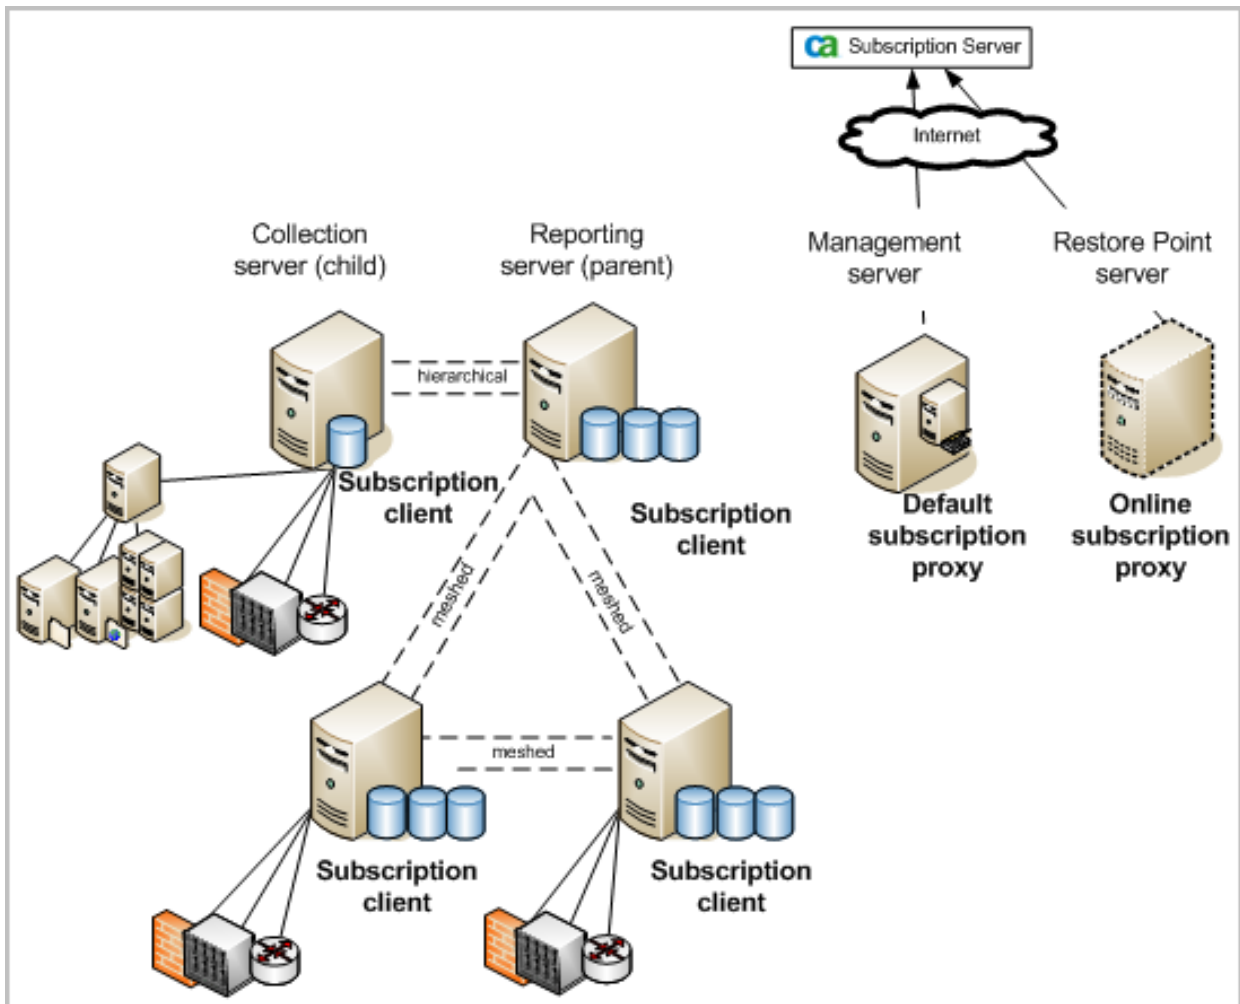 ca Subscription Server
Internet
Collection
server (child)
Reporting
server (parent)
Management
server
Restore Point
server
hierarchical
Subscription
client
Subscription
client
Default
subscription
proxy
Online
subscription
proxy
meshed
meshed
meshed
Subscription
client
Subscription
client